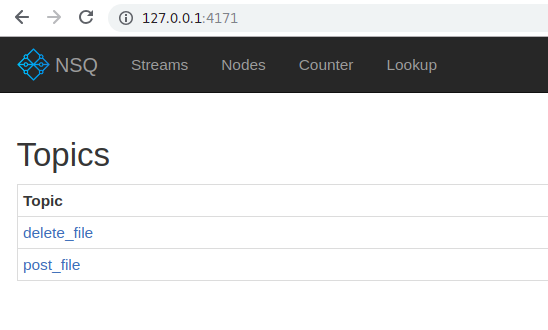 127.0.0.1:4171
NSQ Streams Nodes Counter Lookup
Topics
Topic
delete_file
post_file